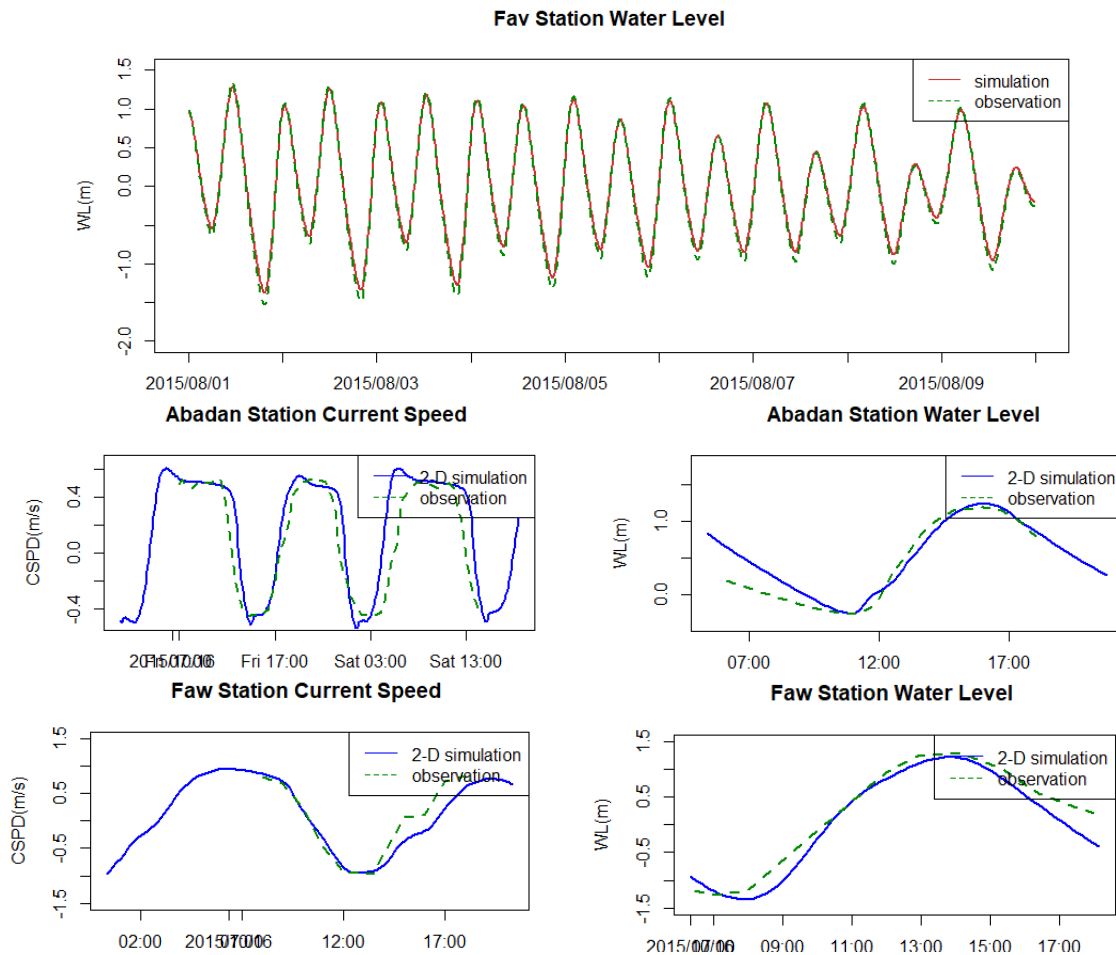 Fav Station Water Level
WL(m)
1.5
1.0
0.5
0.0
-1.0
-2.0
simulation
observation
2015/08/01 2015/08/03 2015/08/05 2015/08/07 2015/08/09
Abadan Station Current Speed
CSPD(m/s)
0.4
0.0
-0.4
2-D simulation
observation
Fri 17:00 Sat 03:00 Sat 13:00
Abadan Station Water Level
WL(m)
1.0
0.0
2-D simulation
observation
07:00 12:00 17:00
Faw Station Current Speed
CSPD(m/s)
1.5
0.5
-0.5
-1.5
2-D simulation
observation
02:00 12:00 17:00
Faw Station Water Level
WL(m)
1.5
0.5
-0.5
-1.5
2-D simulation
observation
09:00 11:00 13:00 15:00 17:00